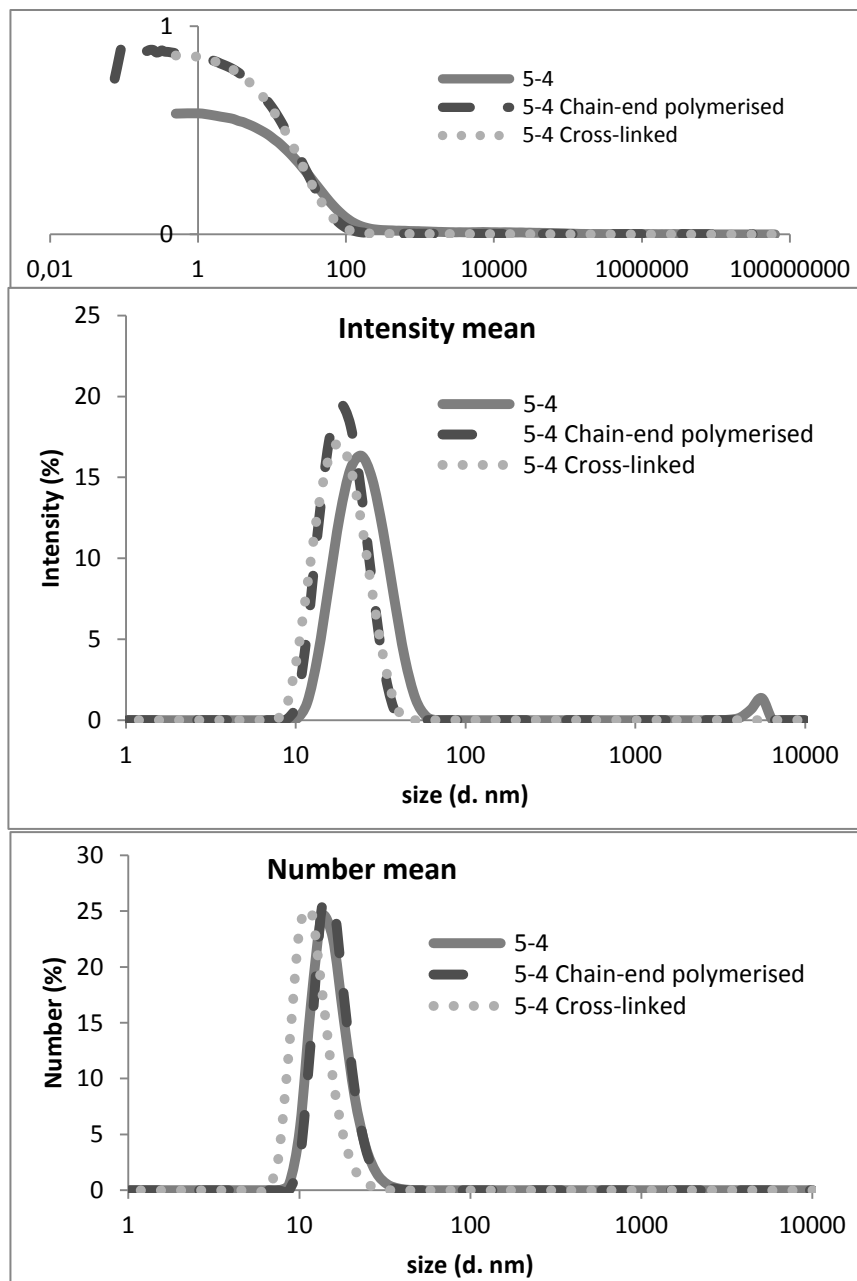 1
5-4
5-4 Chain-end polymerised
5-4 Cross-linked
0
0,01 1 100 10000 1000000 100000000
Intensity mean
25
20
15
10
5
0
Intensity (%)
5-4
5-4 Chain-end polymerised
5-4 Cross-linked
1 10 100 1000 10000
size (d. nm)
Number mean
30
25
20
15
10
5
0
Number (%)
5-4
5-4 Chain-end polymerised
5-4 Cross-linked
1 10 100 1000 10000
size (d. nm)